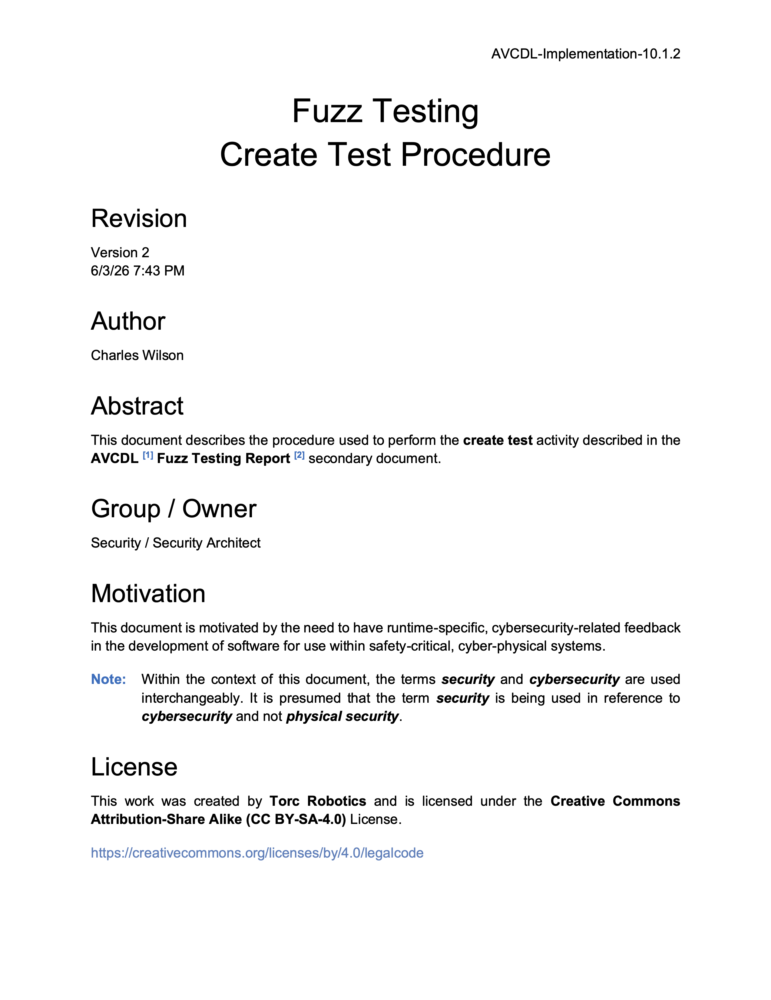 AVCDL-Implementation-10.1.2
Fuzz Testing
Create Test Procedure
Revision
Version 2
6/3/26 7:43 PM
Author
Charles Wilson
Abstract
This document describes the procedure used to perform the create test activity described in the
AVCDL [1] Fuzz Testing Report [2] secondary document.
Group / Owner
Security / Security Architect
Motivation
This document is motivated by the need to have runtime-specific, cybersecurity-related feedback
in the development of software for use within safety-critical, cyber-physical systems.
Note: Within the context of this document, the terms security and cybersecurity are used
interchangeably. It is presumed that the term security is being used in reference to
cybersecurity and not physical security.
License
This work was created by Torc Robotics and is licensed under the Creative Commons
Attribution-Share Alike (CC BY-SA-4.0) License.
https://creativecommons.org/licenses/by/4.0/legalcode